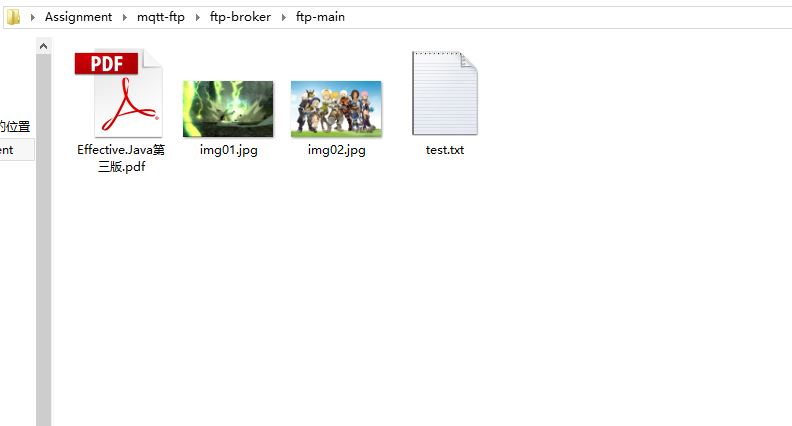 Assignment mqtt-ftp ftp-broker ftp-main
PDF
的位置
ent
Effective.Java第
三版.pdf
img01.jpg
img02.jpg
test.txt